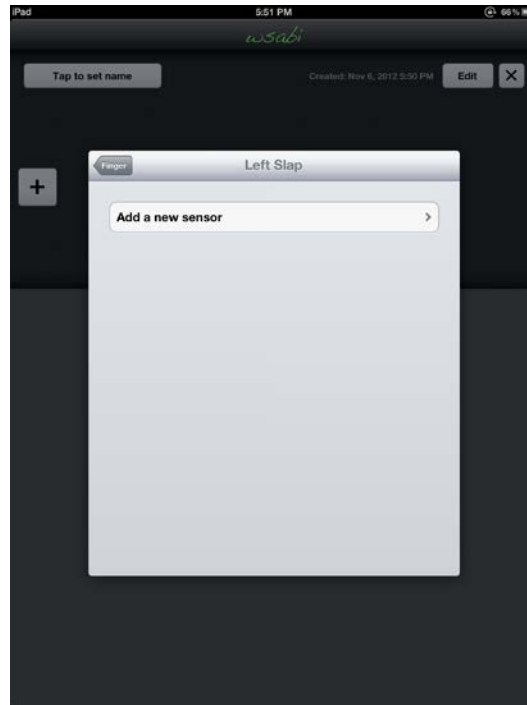 iPad 5:51 PM 66%
wsabi
Tap to set name Created: Nov 6, 2012 5:50 PM Edit
Finger Left Slap
Add a new sensor